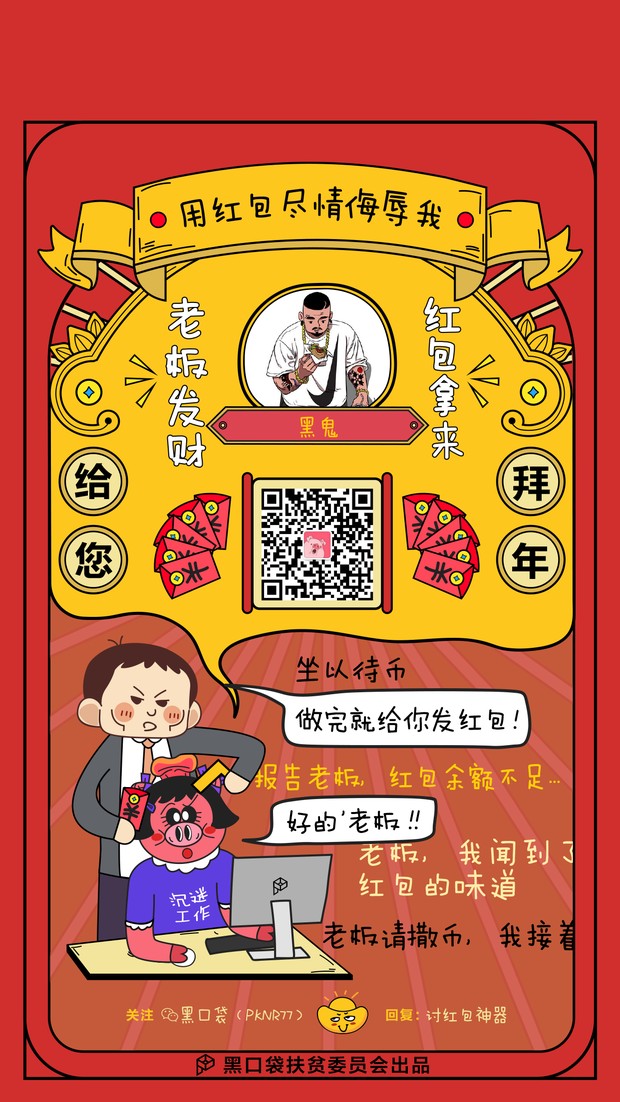 用红包尽情侮辱我
老板发财
红包拿来
黑鬼
给您
拜年
坐以待币
做完就给你发红包!
报告老板, 红包余额不足...
好的'老板!!
老板, 我闻到了
红包的味道
沉迷
工作
老板请撒币, 我接着
关注 黑口袋(PKNR77)
回复: 讨红包神器
黑口袋扶贫委员会出品